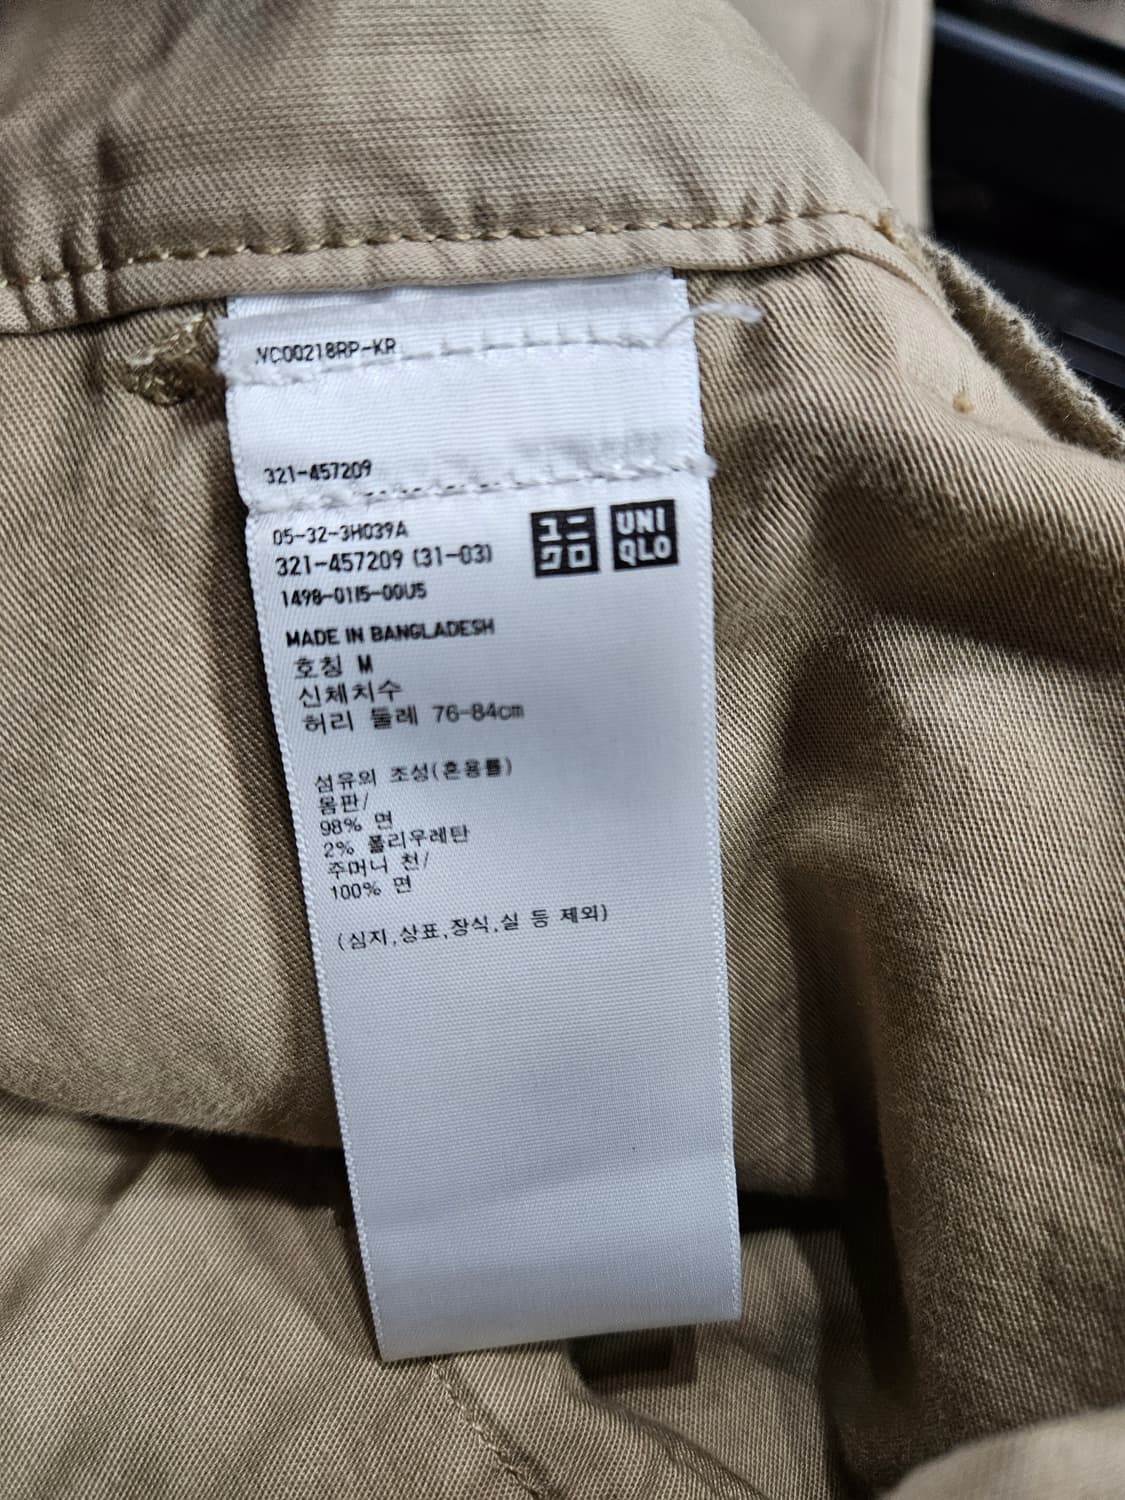 VC00218RP-KR
321-457209
05-32-3H039A
321-457209 (31-03)
1498-0115-00U5
ユニ
クロ
UNI
QLO
MADE IN BANGLADESH
호칭 M
신체치수
허리 둘레 76-84cm
섬유의 조성(혼용률)
몸판/
98% 면
2% 폴리우레탄
주머니 천/
100% 면
(심지,상표,장식,실 등 제외)